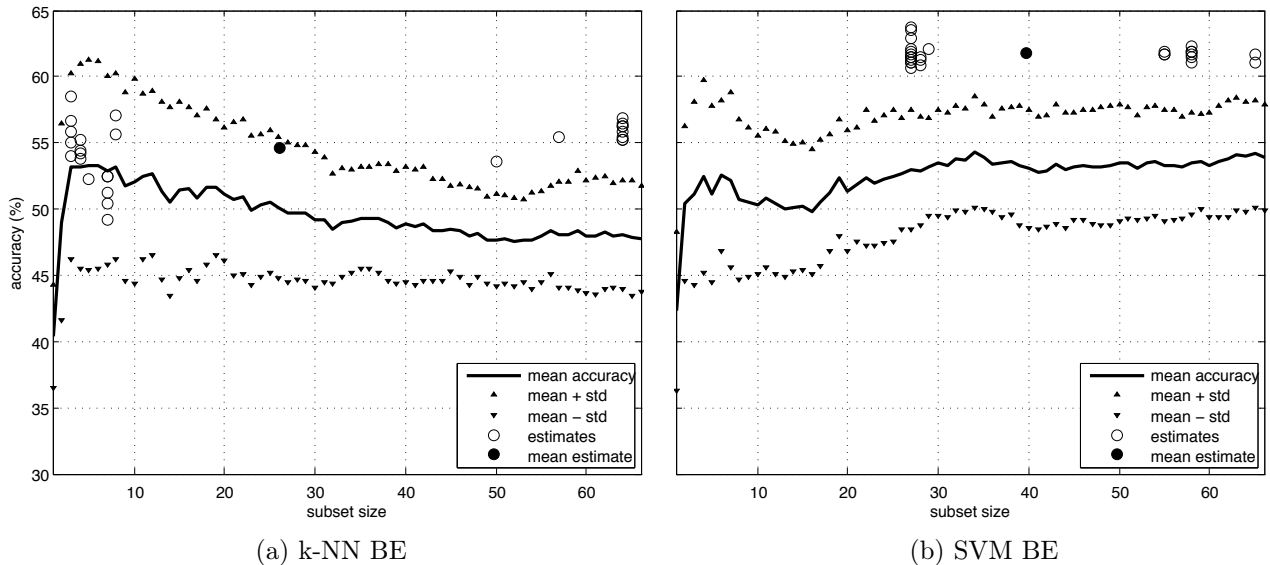 65
60
55
50
45
40
35
30
accuracy (%)
10 20 30 40 50 60
subset size
mean accuracy
mean + std
mean − std
estimates
mean estimate
(a) k-NN BE
10 20 30 40 50 60
subset size
mean accuracy
mean + std
mean − std
estimates
mean estimate
(b) SVM BE